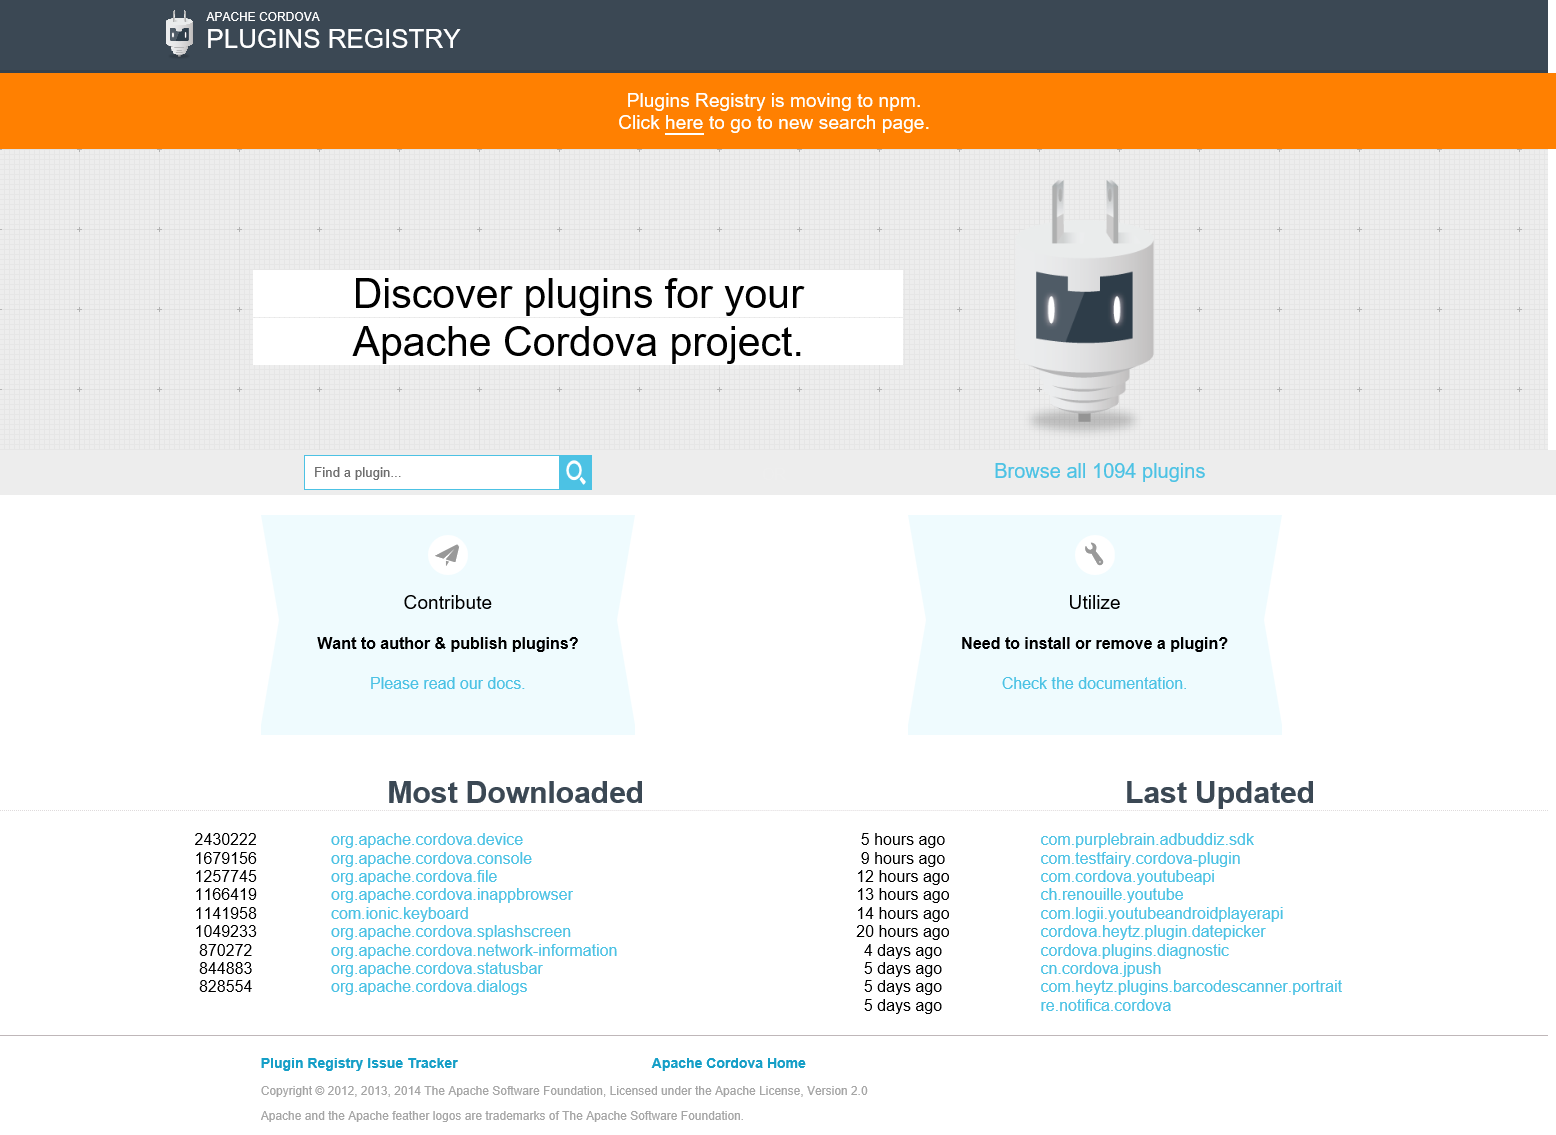 APACHE CORDOVA
PLUGINS REGISTRY
Plugins Registry is moving to npm.
Click here to go to new search page.
Discover plugins for your
Apache Cordova project.
Find a plugin...
Browse all 1094 plugins
Contribute
Want to author & publish plugins?
Please read our docs.
Utilize
Need to install or remove a plugin?
Check the documentation.
Most Downloaded
2430222 org.apache.cordova.device
1679156 org.apache.cordova.console
1257745 org.apache.cordova.file
1166419 org.apache.cordova.inappbrowser
1141958 com.ionic.keyboard
1049233 org.apache.cordova.splashscreen
870272 org.apache.cordova.network-information
844883 org.apache.cordova.statusbar
828554 org.apache.cordova.dialogs
Last Updated
5 hours ago com.purplebrain.adbuddiz.sdk
9 hours ago com.testfairy.cordova-plugin
12 hours ago com.cordova.youtubeapi
13 hours ago ch.renouille.youtube
14 hours ago com.logii.youtubeandroidplayerapi
20 hours ago cordova.heytz.plugin.datepicker
4 days ago cordova.plugins.diagnostic
5 days ago cn.cordova.jpush
5 days ago com.heytz.plugins.barcodescanner.portrait
5 days ago re.notifica.cordova
Plugin Registry Issue Tracker
Apache Cordova Home
Copyright © 2012, 2013, 2014 The Apache Software Foundation, Licensed under the Apache License, Version 2.0
Apache and the Apache feather logos are trademarks of The Apache Software Foundation.